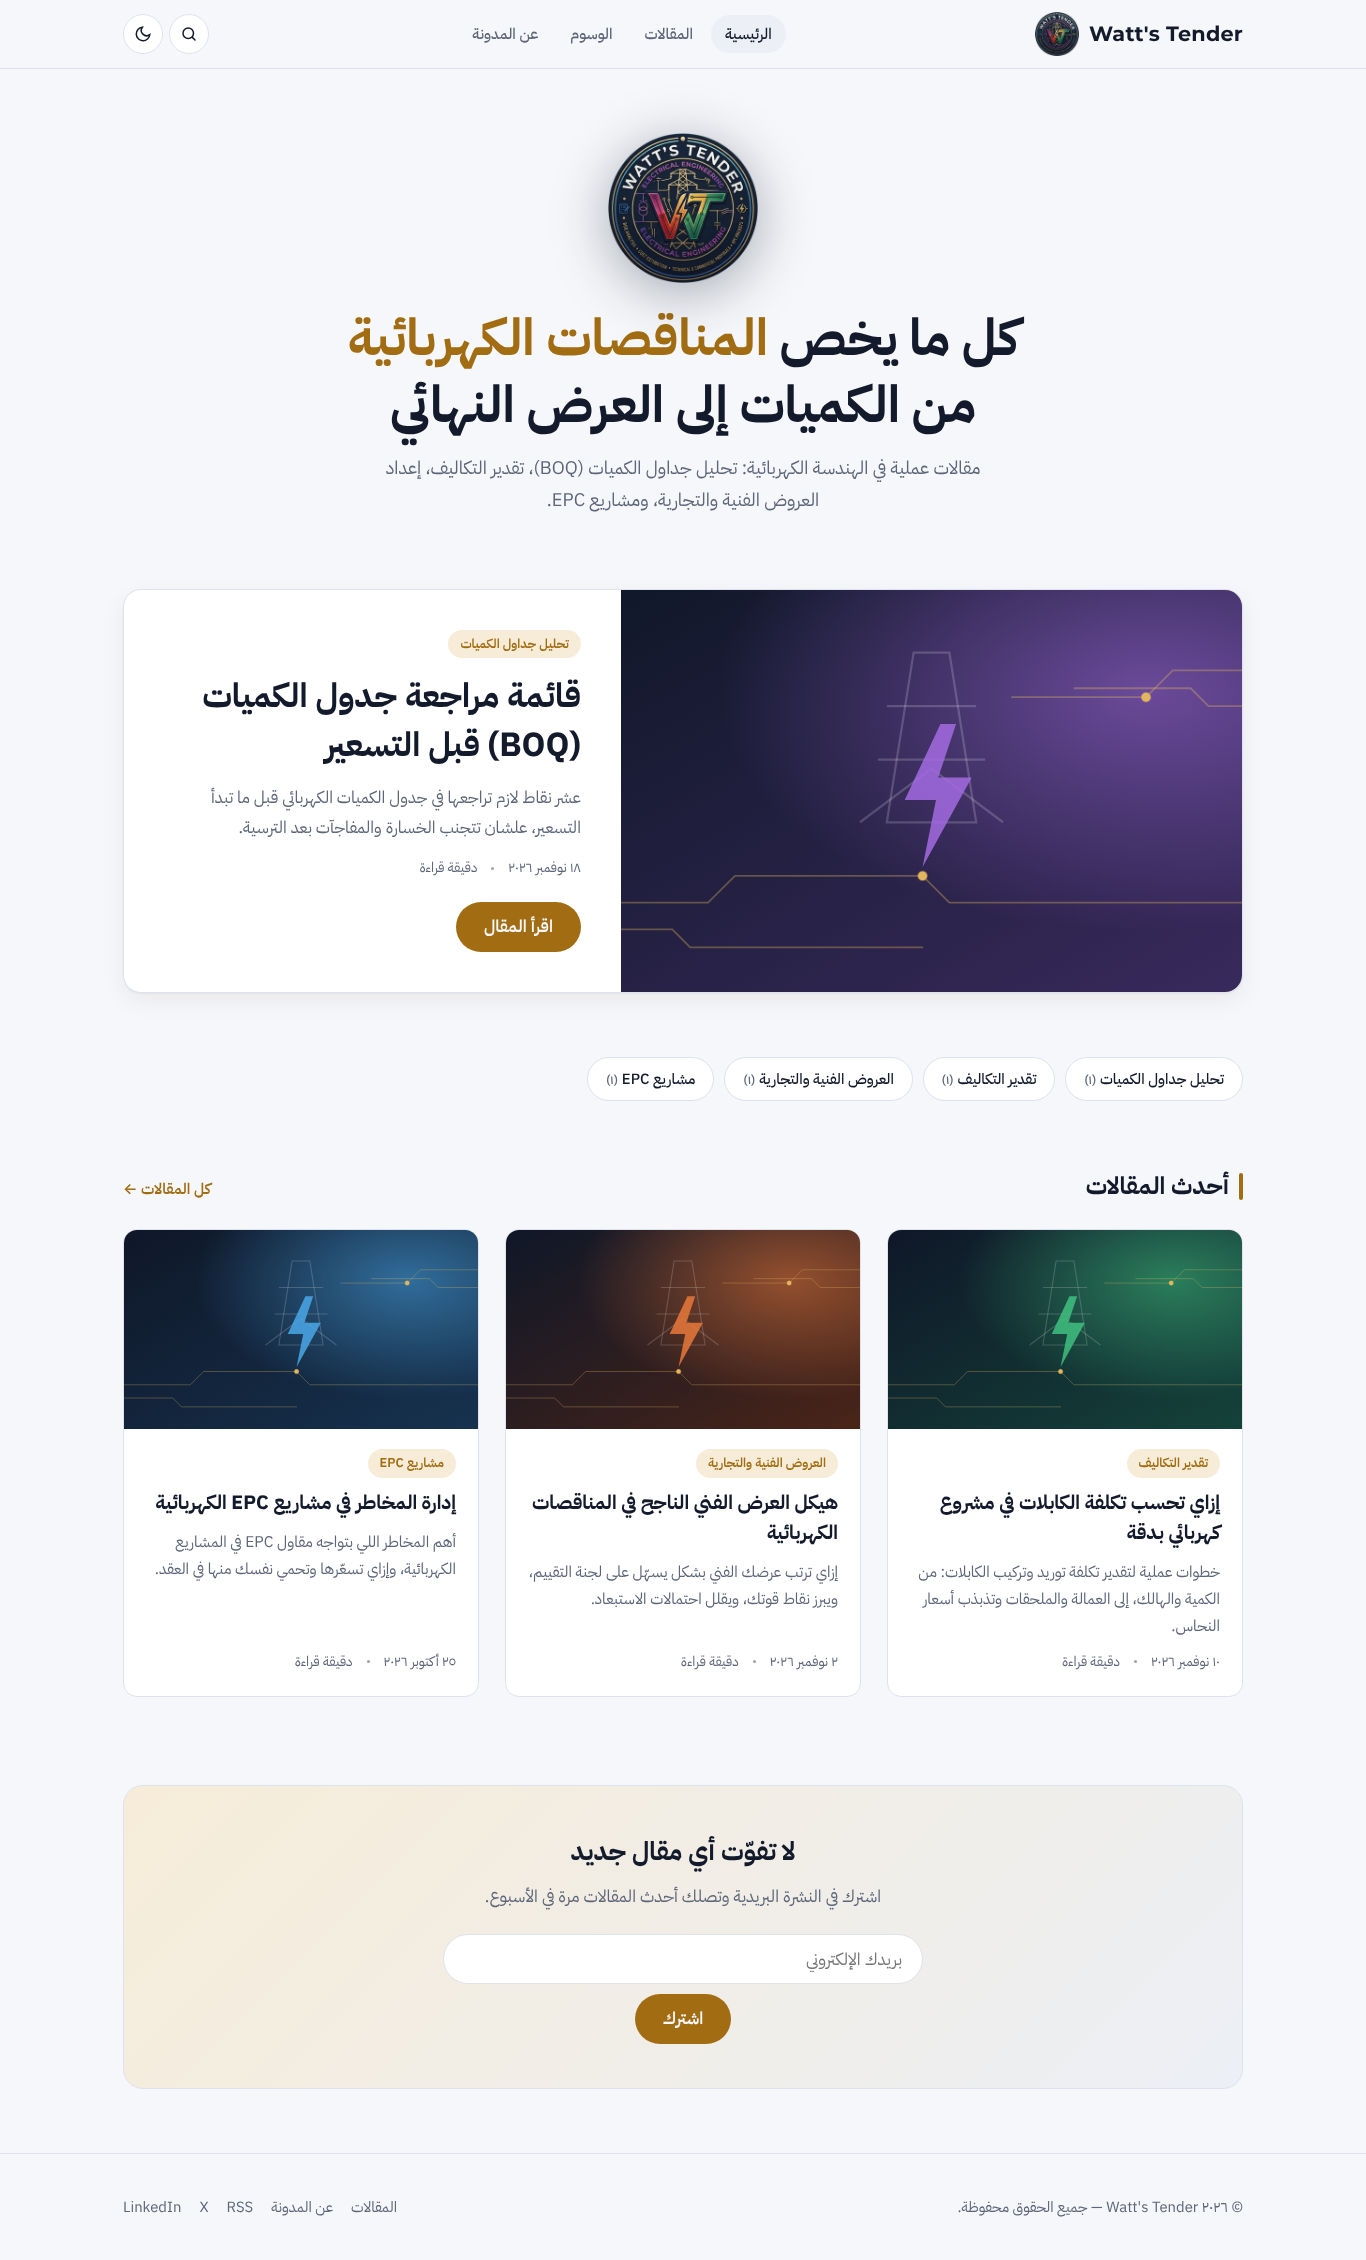 Watt's Tender
الرئيسية
المقالات
الوسوم
عن المدونة
WATT'S TENDER
ELECTRICAL ENGINEERING
VT
ELECTRICAL ENGINEERING
كل ما يخص المناقصات الكهربائية
من الكميات إلى العرض النهائي
مقالات عملية في الهندسة الكهربائية: تحليل جداول الكميات (BOQ)، تقدير التكاليف، إعداد
العروض الفنية والتجارية، ومشاريع EPC.
تحليل جداول الكميات
قائمة مراجعة جدول الكميات
(BOQ) قبل التسعير
عشر نقاط لازم تراجعها في جدول الكميات الكهربائي قبل ما تبدأ
التسعير، علشان تتجنب الخسارة والمفاجآت بعد الترسية.
١٨ نوفمبر ٢٠٢٦ • دقيقة قراءة
اقرأ المقال
تحليل جداول الكميات (١)
تقدير التكاليف (١)
العروض الفنية والتجارية (١)
مشاريع EPC (١)
أحدث المقالات
كل المقالات ←
تقدير التكاليف
إزاي تحسب تكلفة الكابلات في مشروع
كهربائي بدقة
خطوات عملية لتقدير تكلفة توريد وتركيب الكابلات: من
الكمية والهالك، إلى العمالة والملحقات وتذبذب أسعار
النحاس.
١٠ نوفمبر ٢٠٢٦ • دقيقة قراءة
العروض الفنية والتجارية
هيكل العرض الفني الناجح في المناقصات
الكهربائية
إزاي ترتب عرضك الفني بشكل يسهّل على لجنة التقييم،
ويبرز نقاط قوتك، ويقلل احتمالات الاستبعاد.
٢ نوفمبر ٢٠٢٦ • دقيقة قراءة
مشاريع EPC
إدارة المخاطر في مشاريع EPC الكهربائية
أهم المخاطر اللي بتواجه مقاول EPC في المشاريع
الكهربائية، وإزاي تسعّرها وتحمي نفسك منها في العقد.
٢٥ أكتوبر ٢٠٢٦ • دقيقة قراءة
لا تفوّت أي مقال جديد
اشترك في النشرة البريدية وتصلك أحدث المقالات مرة في الأسبوع.
بريدك الإلكتروني
اشترك
© ٢٠٢٦ Watt's Tender — جميع الحقوق محفوظة.
المقالات
عن المدونة
RSS
X
LinkedIn